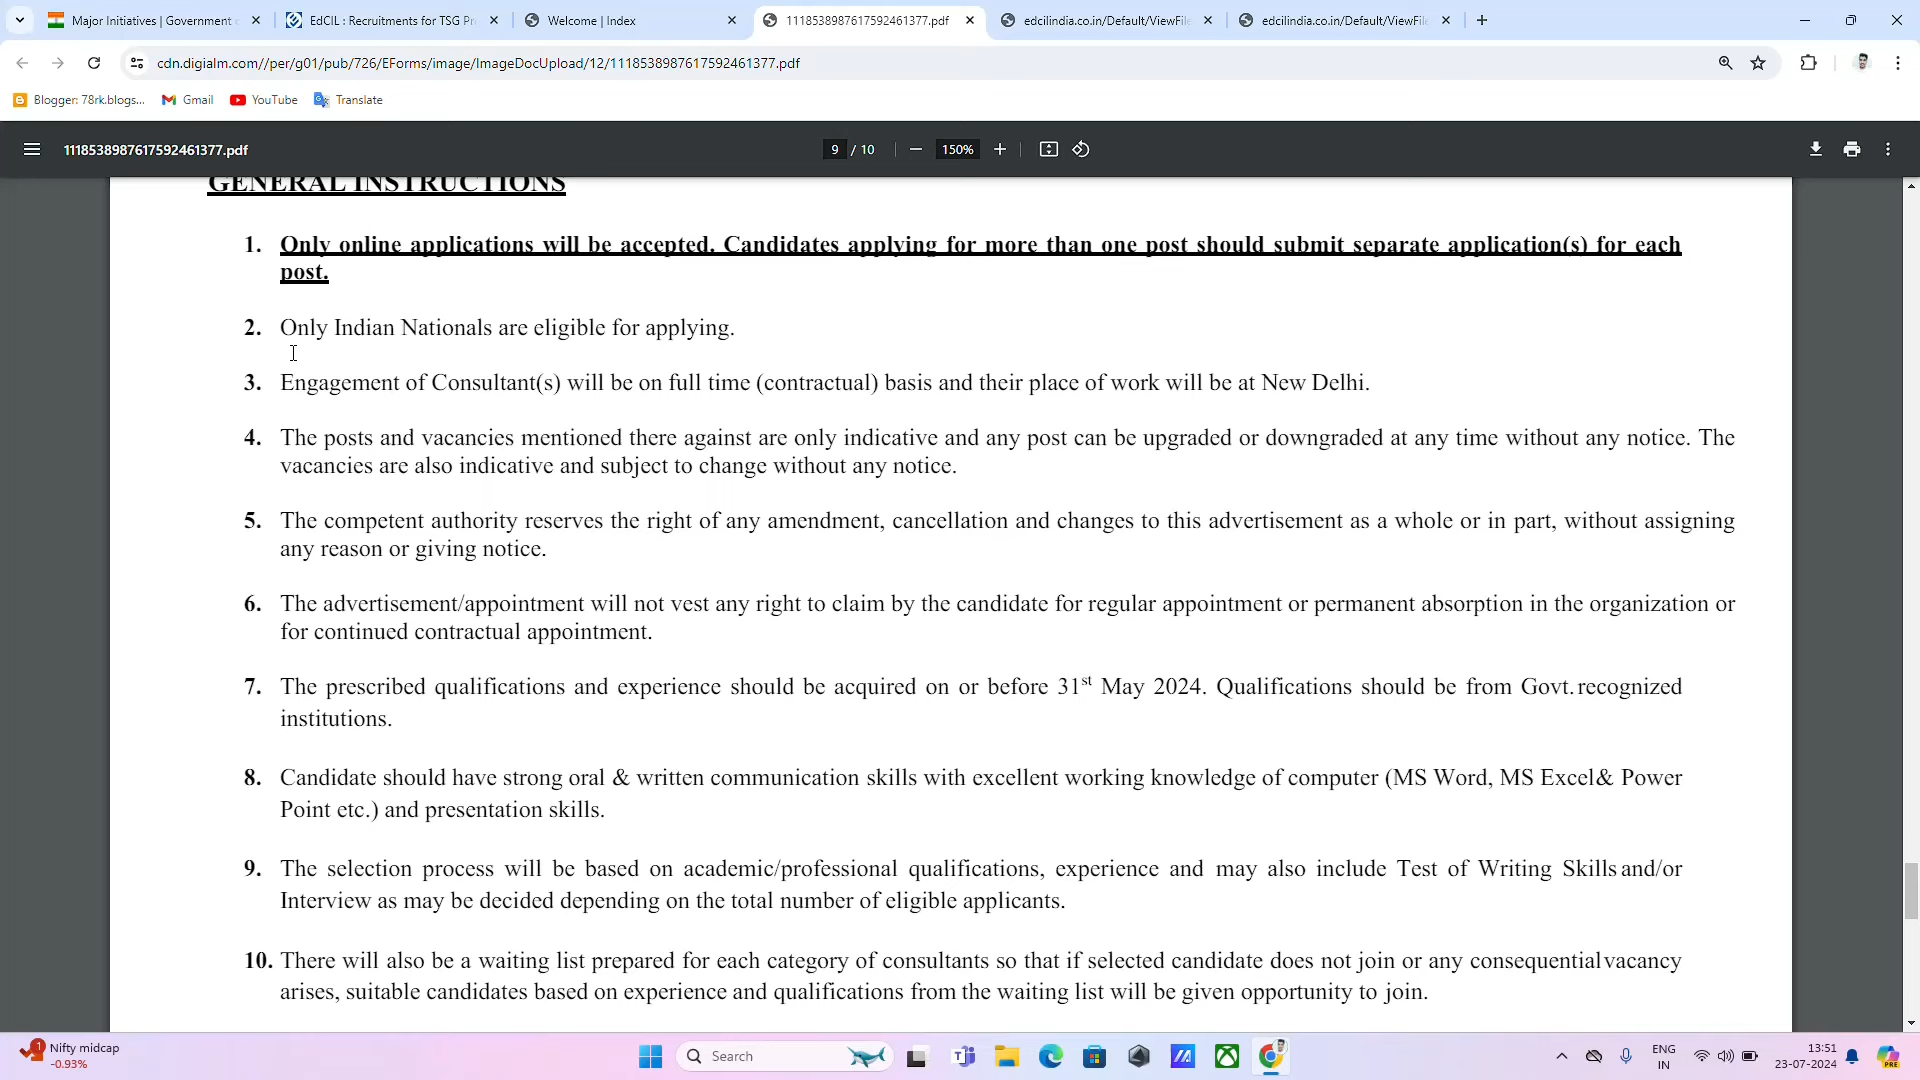 Major Initiatives | Government
EdCIL : Recruitments for TSG Pr
Welcome | Index
1118538987617592461377.pdf
edcilindia.co.in/Default/ViewFile
edcilindia.co.in/Default/ViewFile
cdn.digialm.com//per/g01/pub/726/EForms/image/ImageDocUpload/12/1118538987617592461377.pdf
Blogger: 78rk.blogs...
Gmail
YouTube
Translate
1118538987617592461377.pdf
9 / 10
150%
GENERAL INSTRUCTIONS
1. Only online applications will be accepted. Candidates applying for more than one post should submit separate application(s) for each
post.
2. Only Indian Nationals are eligible for applying.
3. Engagement of Consultant(s) will be on full time (contractual) basis and their place of work will be at New Delhi.
4. The posts and vacancies mentioned there against are only indicative and any post can be upgraded or downgraded at any time without any notice. The
vacancies are also indicative and subject to change without any notice.
5. The competent authority reserves the right of any amendment, cancellation and changes to this advertisement as a whole or in part, without assigning
any reason or giving notice.
6. The advertisement/appointment will not vest any right to claim by the candidate for regular appointment or permanent absorption in the organization or
for continued contractual appointment.
7. The prescribed qualifications and experience should be acquired on or before 31st May 2024. Qualifications should be from Govt. recognized
institutions.
8. Candidate should have strong oral & written communication skills with excellent working knowledge of computer (MS Word, MS Excel& Power
Point etc.) and presentation skills.
9. The selection process will be based on academic/professional qualifications, experience and may also include Test of Writing Skills and/or
Interview as may be decided depending on the total number of eligible applicants.
10. There will also be a waiting list prepared for each category of consultants so that if selected candidate does not join or any consequential vacancy
arises, suitable candidates based on experience and qualifications from the waiting list will be given opportunity to join.
1
Nifty midcap
-0.93%
Search
ENG
IN
13:51
23-07-2024
PRE